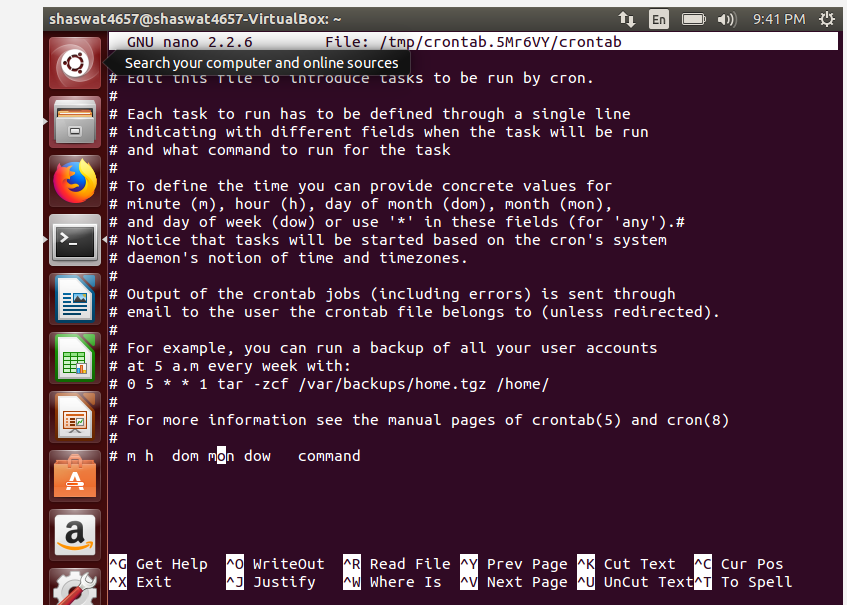 shaswat4657@shaswat4657-VirtualBox: ~
En
9:41 PM
GNU nano 2.2.6 File: /tmp/crontab.5Mr6VY/crontab
Search your computer and online sources
# Edit this file to introduce tasks to be run by cron.
#
# Each task to run has to be defined through a single line
# indicating with different fields when the task will be run
# and what command to run for the task
#
# To define the time you can provide concrete values for
# minute (m), hour (h), day of month (dom), month (mon),
# and day of week (dow) or use '*' in these fields (for 'any').#
# Notice that tasks will be started based on the cron's system
# daemon's notion of time and timezones.
#
# Output of the crontab jobs (including errors) is sent through
# email to the user the crontab file belongs to (unless redirected).
#
# For example, you can run a backup of all your user accounts
# at 5 a.m every week with:
# 0 5 * * 1 tar -zcf /var/backups/home.tgz /home/
#
# For more information see the manual pages of crontab(5) and cron(8)
#
# m h  dom mon dow   command
^G Get Help ^O WriteOut ^R Read File ^Y Prev Page ^K Cut Text ^C Cur Pos
^X Exit ^J Justify ^W Where Is ^V Next Page ^U UnCut Text ^T To Spell